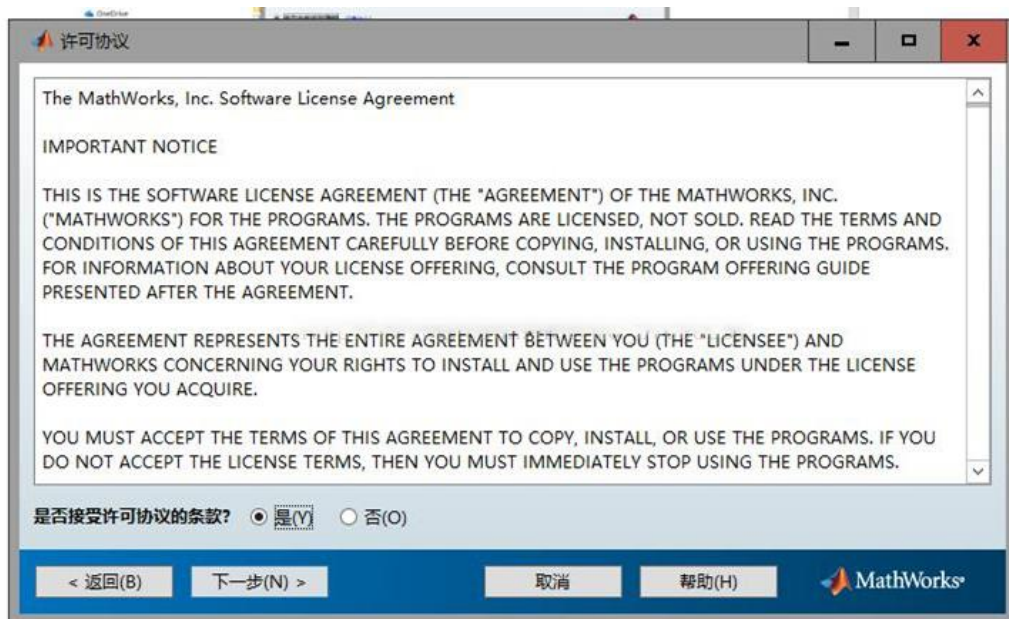 OneDrive
许可协议
The MathWorks, Inc. Software License Agreement
IMPORTANT NOTICE
THIS IS THE SOFTWARE LICENSE AGREEMENT (THE "AGREEMENT") OF THE MATHWORKS, INC.
("MATHWORKS") FOR THE PROGRAMS. THE PROGRAMS ARE LICENSED, NOT SOLD. READ THE TERMS AND
CONDITIONS OF THIS AGREEMENT CAREFULLY BEFORE COPYING, INSTALLING, OR USING THE PROGRAMS.
FOR INFORMATION ABOUT YOUR LICENSE OFFERING, CONSULT THE PROGRAM OFFERING GUIDE
PRESENTED AFTER THE AGREEMENT.
THE AGREEMENT REPRESENTS THE ENTIRE AGREEMENT BETWEEN YOU (THE "LICENSEE") AND
MATHWORKS CONCERNING YOUR RIGHTS TO INSTALL AND USE THE PROGRAMS UNDER THE LICENSE
OFFERING YOU ACQUIRE.
YOU MUST ACCEPT THE TERMS OF THIS AGREEMENT TO COPY, INSTALL, OR USE THE PROGRAMS. IF YOU
DO NOT ACCEPT THE LICENSE TERMS, THEN YOU MUST IMMEDIATELY STOP USING THE PROGRAMS.
是否接受许可协议的条款? 是(Y) 否(O)
< 返回(B) 下一步(N) > 取消 帮助(H) MathWorks®